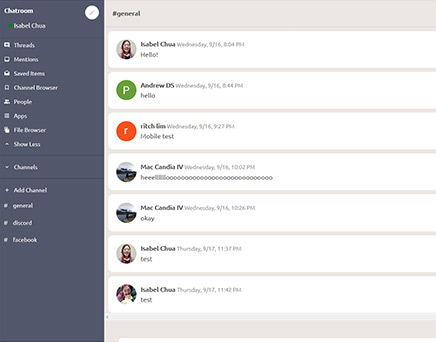 Chatroom
Isabel Chua
Threads
Mentions
Saved Items
Channel Browser
People
Apps
File Browser
Show Less
Channels
+ Add Channel
# general
# discord
# facebook
#general
Isabel Chua Wednesday, 9/16, 8:04 PM
Hello!
P
Andrew DS Wednesday, 9/16, 8:44 PM
hello
r
ritch lim Wednesday, 9/16, 9:27 PM
Mobile test
Mac Candia IV Wednesday, 9/16, 10:02 PM
Mac Candia IV Wednesday, 9/16, 10:26 PM
okay
Isabel Chua Thursday, 9/17, 11:37 PM
test
Isabel Chua Thursday, 9/17, 11:42 PM
test